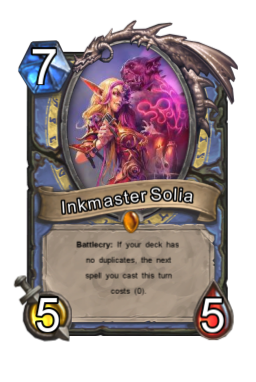 7
Inkmaster Solia
Battlecry: If your deck has
no duplicates, the next
spell you cast this turn
costs (0).
5 5